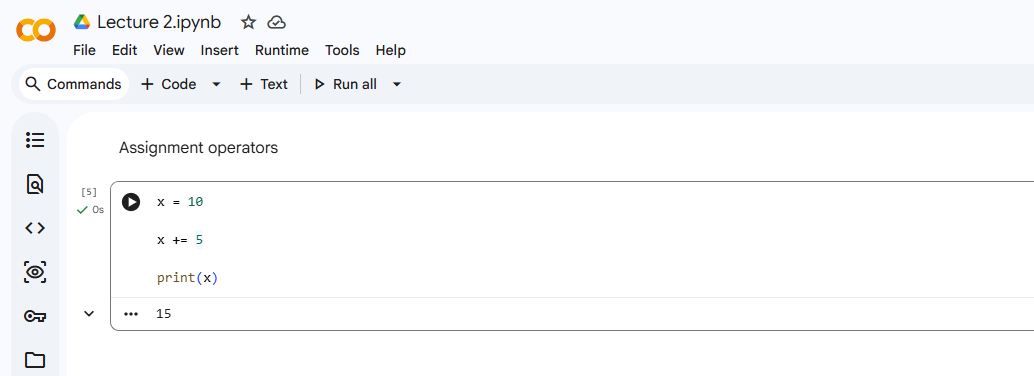 Lecture 2.ipynb
File Edit View Insert Runtime Tools Help
Commands + Code + Text Run all
Assignment operators
[5]
0s
x = 10
x += 5
print(x)
15